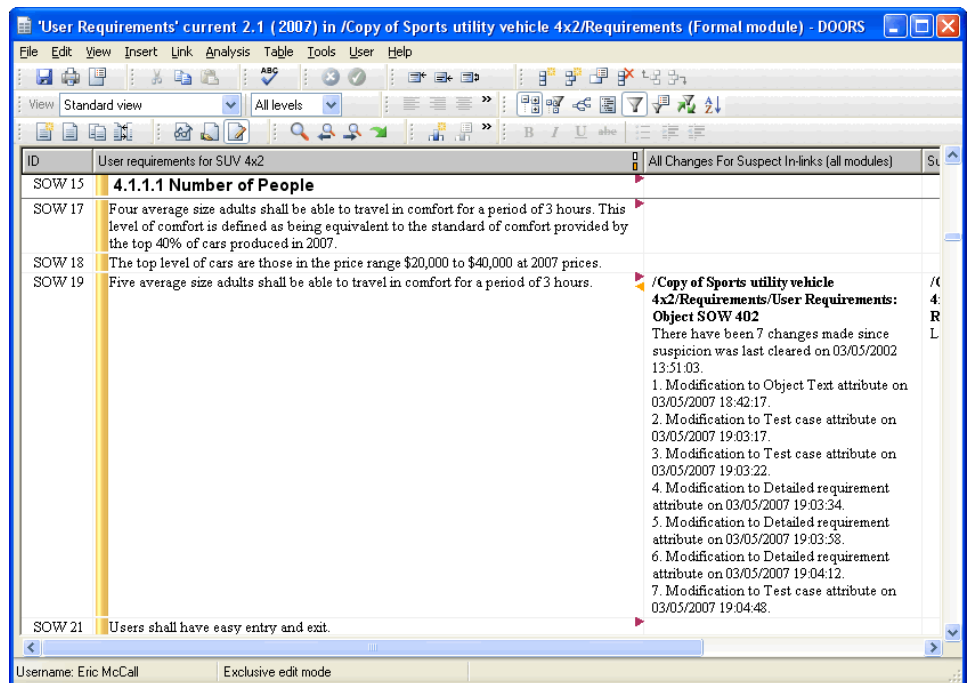 'User Requirements' current 2.1 (2007) in /Copy of Sports utility vehicle 4x2/Requirements (Formal module) - DOORS
File Edit View Insert Link Analysis Table Tools User Help
ABC
View Standard view All levels » 
» B I U abc
ID User requirements for SUV 4x2 All Changes For Suspect In-links (all modules) Su
SOW 15 4.1.1.1 Number of People
SOW 17 Four average size adults shall be able to travel in comfort for a period of 3 hours. This
level of comfort is defined as being equivalent to the standard of comfort provided by
the top 40% of cars produced in 2007.
SOW 18 The top level of cars are those in the price range $20,000 to $40,000 at 2007 prices.
SOW 19 Five average size adults shall be able to travel in comfort for a period of 3 hours.
/Copy of Sports utility vehicle
4x2/Requirements/User Requirements:
Object SOW 402
There have been 7 changes made since
suspicion was last cleared on 03/05/2002
13:51:03.
1. Modification to Object Text attribute on
03/05/2007 18:42:17.
2. Modification to Test case attribute on
03/05/2007 19:03:17.
3. Modification to Test case attribute on
03/05/2007 19:03:22.
4. Modification to Detailed requirement
attribute on 03/05/2007 19:03:34.
5. Modification to Detailed requirement
attribute on 03/05/2007 19:03:58.
6. Modification to Detailed requirement
attribute on 03/05/2007 19:04:12.
7. Modification to Test case attribute on
03/05/2007 19:04:48.
SOW 21 Users shall have easy entry and exit.
Username: Eric McCall Exclusive edit mode